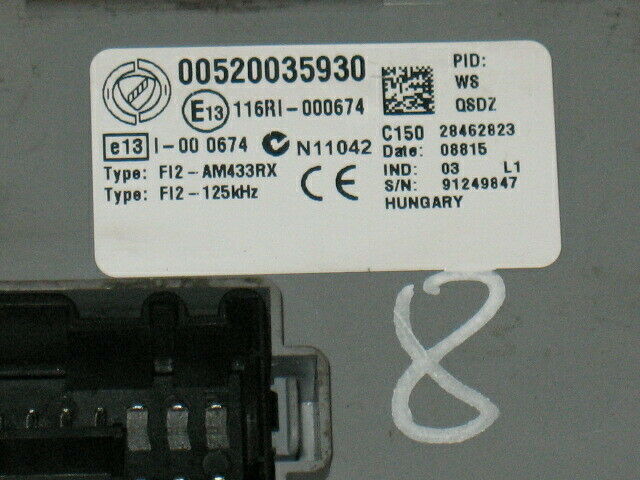 00520035930
E13 116RI-000674
e13 I-00 0674 N11042
Type: FI2-AM433RX
Type: FI2-125kHz
CE
PID:
WS
QSDZ
C150 28462823
Date: 08815
IND: 03 L1
S/N: 91249847
HUNGARY
8